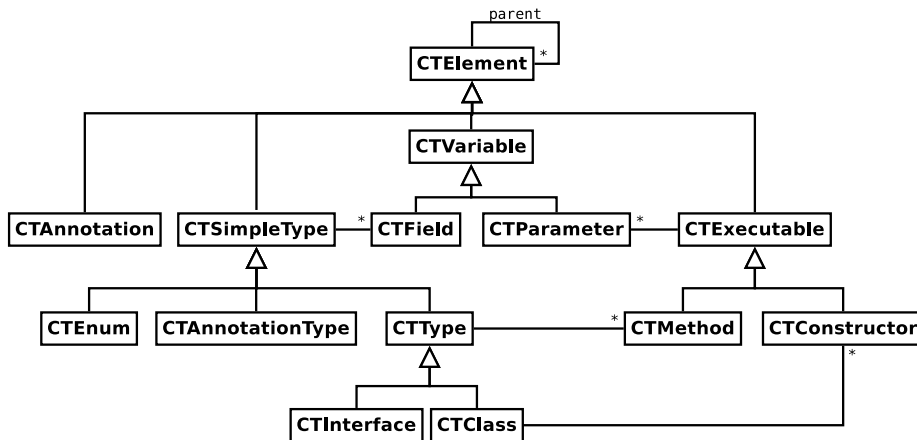 parent
*
CTElement
CTVariable
*
*
CTAnnotation
CTSimpleType
CTField
CTParameter
CTExecutable
*
CTEnum
CTAnnotationType
CTType
CTMethod
CTConstructor
*
CTInterface
CTClass